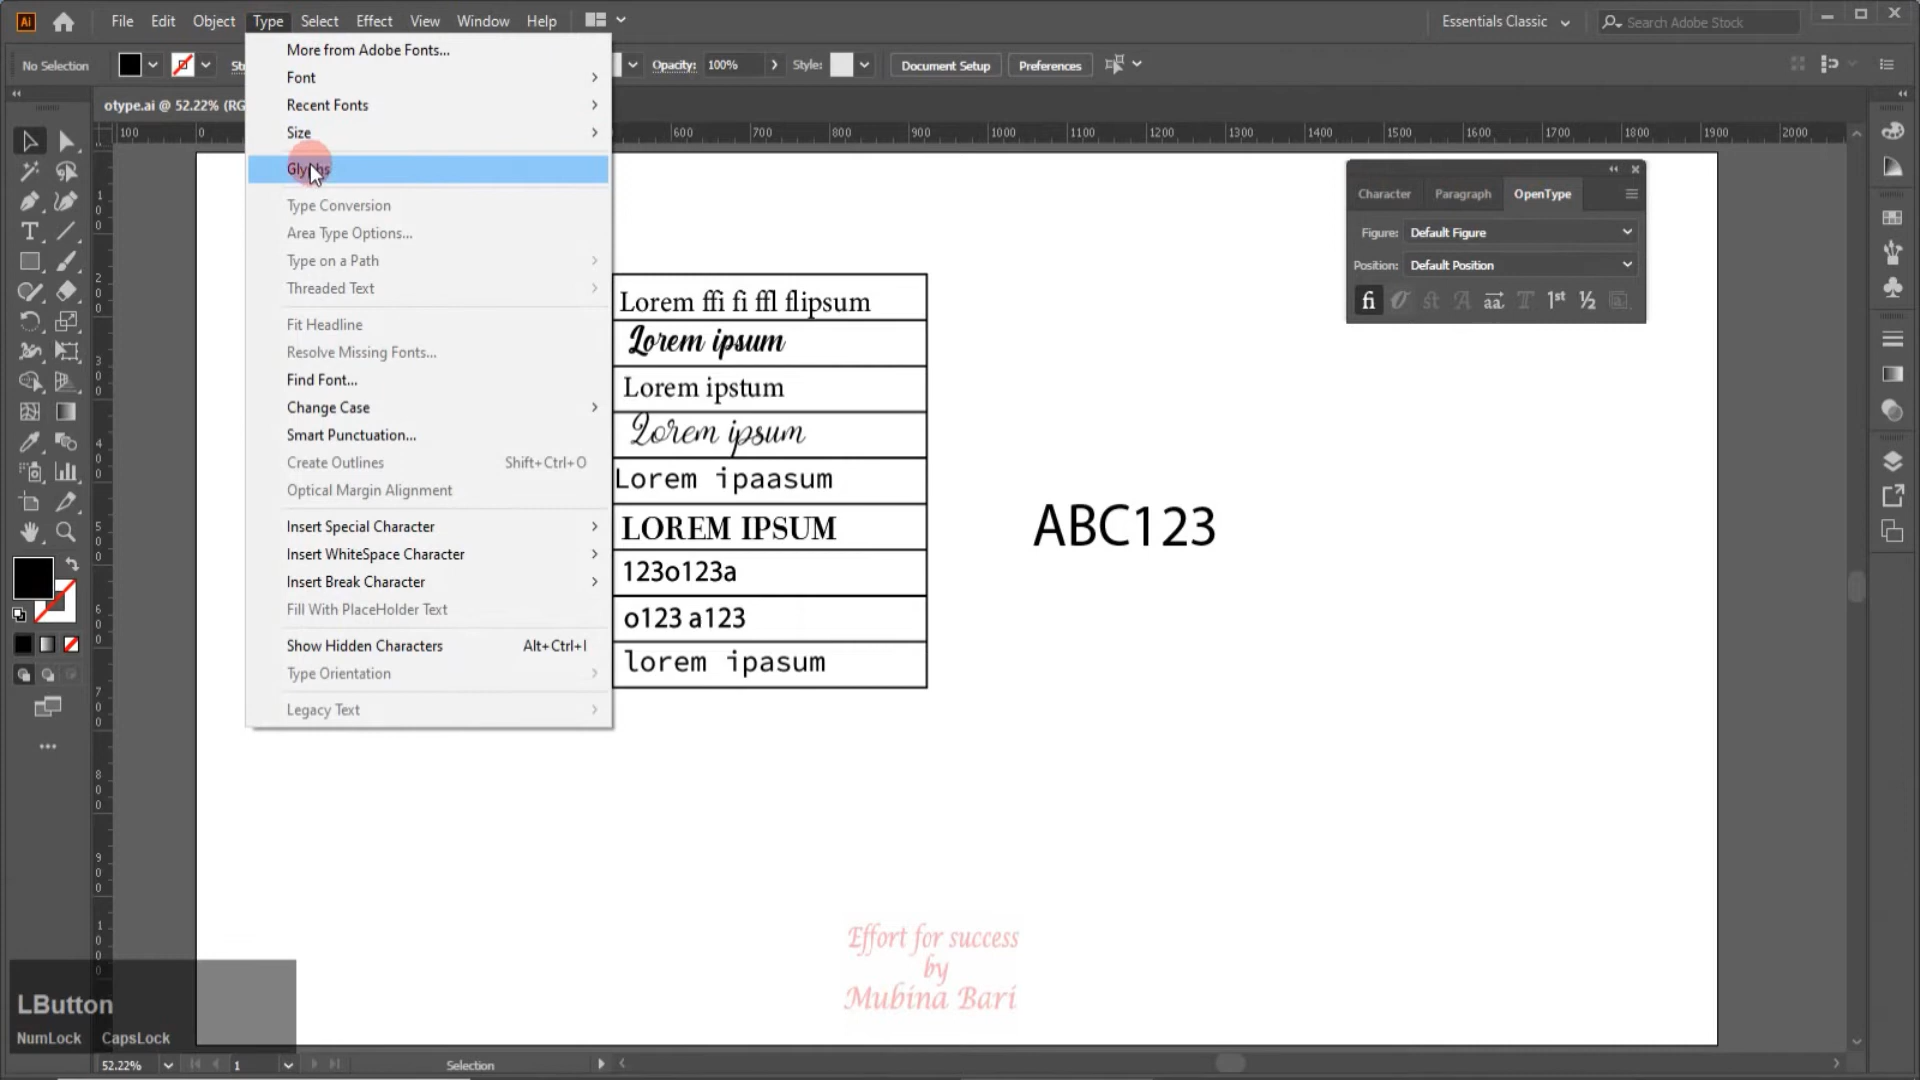 Ai File Edit Object Type Select Effect View Window Help Essentials Classic Search Adobe Stock
No Selection Opacity: 100% Style: Document Setup Preferences
otype.ai @ 52.22% (RG
100 0 600 700 800 900 1000 1100 1200 1300 1400 1500 1600 1700 1800 1900 2000
More from Adobe Fonts...
Font
Recent Fonts
Size
Glyphs
Type Conversion
Area Type Options...
Type on a Path
Threaded Text
Fit Headline
Resolve Missing Fonts...
Find Font...
Change Case
Smart Punctuation...
Create Outlines Shift+Ctrl+O
Optical Margin Alignment
Insert Special Character
Insert WhiteSpace Character
Insert Break Character
Fill With PlaceHolder Text
Show Hidden Characters Alt+Ctrl+I
Type Orientation
Legacy Text
Lorem ffi fi ffl flipsum
Lorem ipsum
Lorem ipstum
Lorem ipsum
Lorem ipaasum
LOREM IPSUM
123o123a
o123 a123
lorem ipasum
ABC123
Character Paragraph OpenType
Figure: Default Figure
Position: Default Position
fi st A aa T 1st ½
Effort for success
by
Mubina Bari
LButton
NumLock CapsLock
52.22% 1 Selection